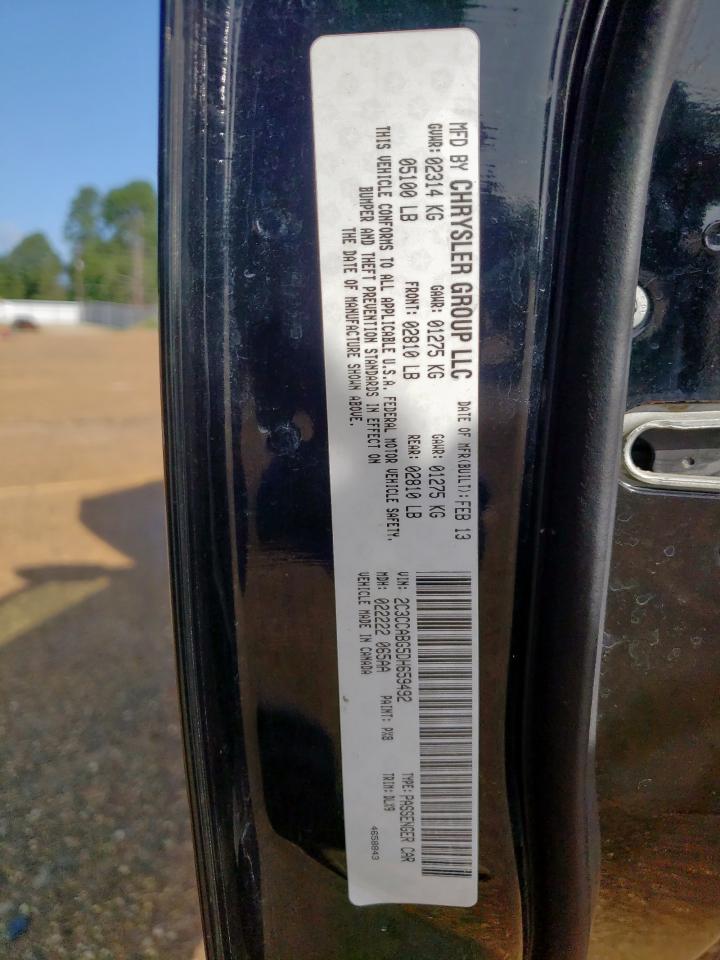 MFD BY CHRYSLER GROUP LLC DATE OF MFR(BUILT): FEB 13
GVWR: 02314 KG GAWR: 01275 KG GAWR: 01275 KG
05100 LB FRONT: 02810 LB REAR: 02810 LB
THIS VEHICLE CONFORMS TO ALL APPLICABLE U.S.A. FEDERAL MOTOR VEHICLE SAFETY,
BUMPER AND THEFT PREVENTION STANDARDS IN EFFECT ON
THE DATE OF MANUFACTURE SHOWN ABOVE.
VIN: 2C3CCABG5DH659492 TYPE: PASSENGER CAR
MDH: 022222 065AA PAINT: PX8 TRIM: DLX9
VEHICLE MADE IN CANADA
4658843